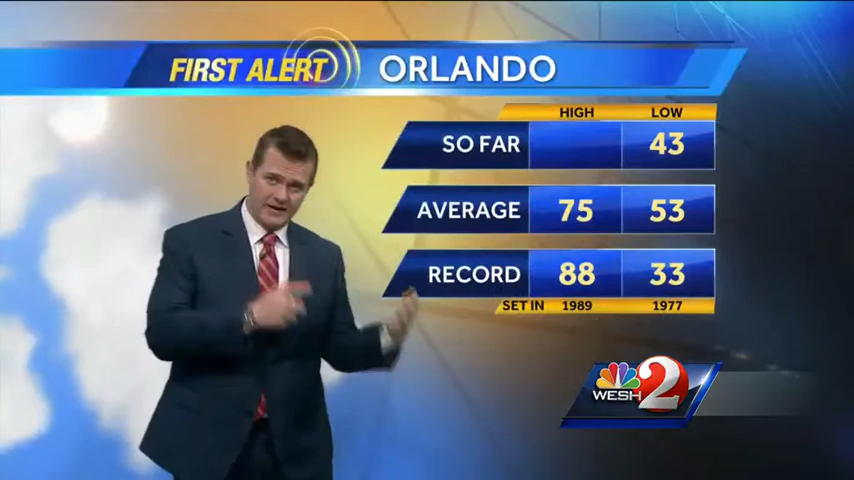 FIRST ALERT ORLANDO
HIGH LOW
SO FAR 43
AVERAGE 75 53
RECORD 88 33
SET IN 1989 1977
WESH 2